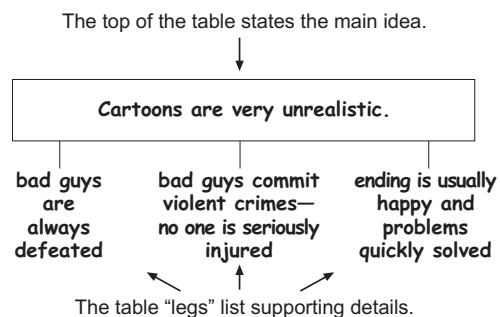 The top of the table states the main idea.
Cartoons are very unrealistic.
bad guys
are
always
defeated
bad guys commit
violent crimes—
no one is seriously
injured
ending is usually
happy and
problems
quickly solved
The table “legs” list supporting details.